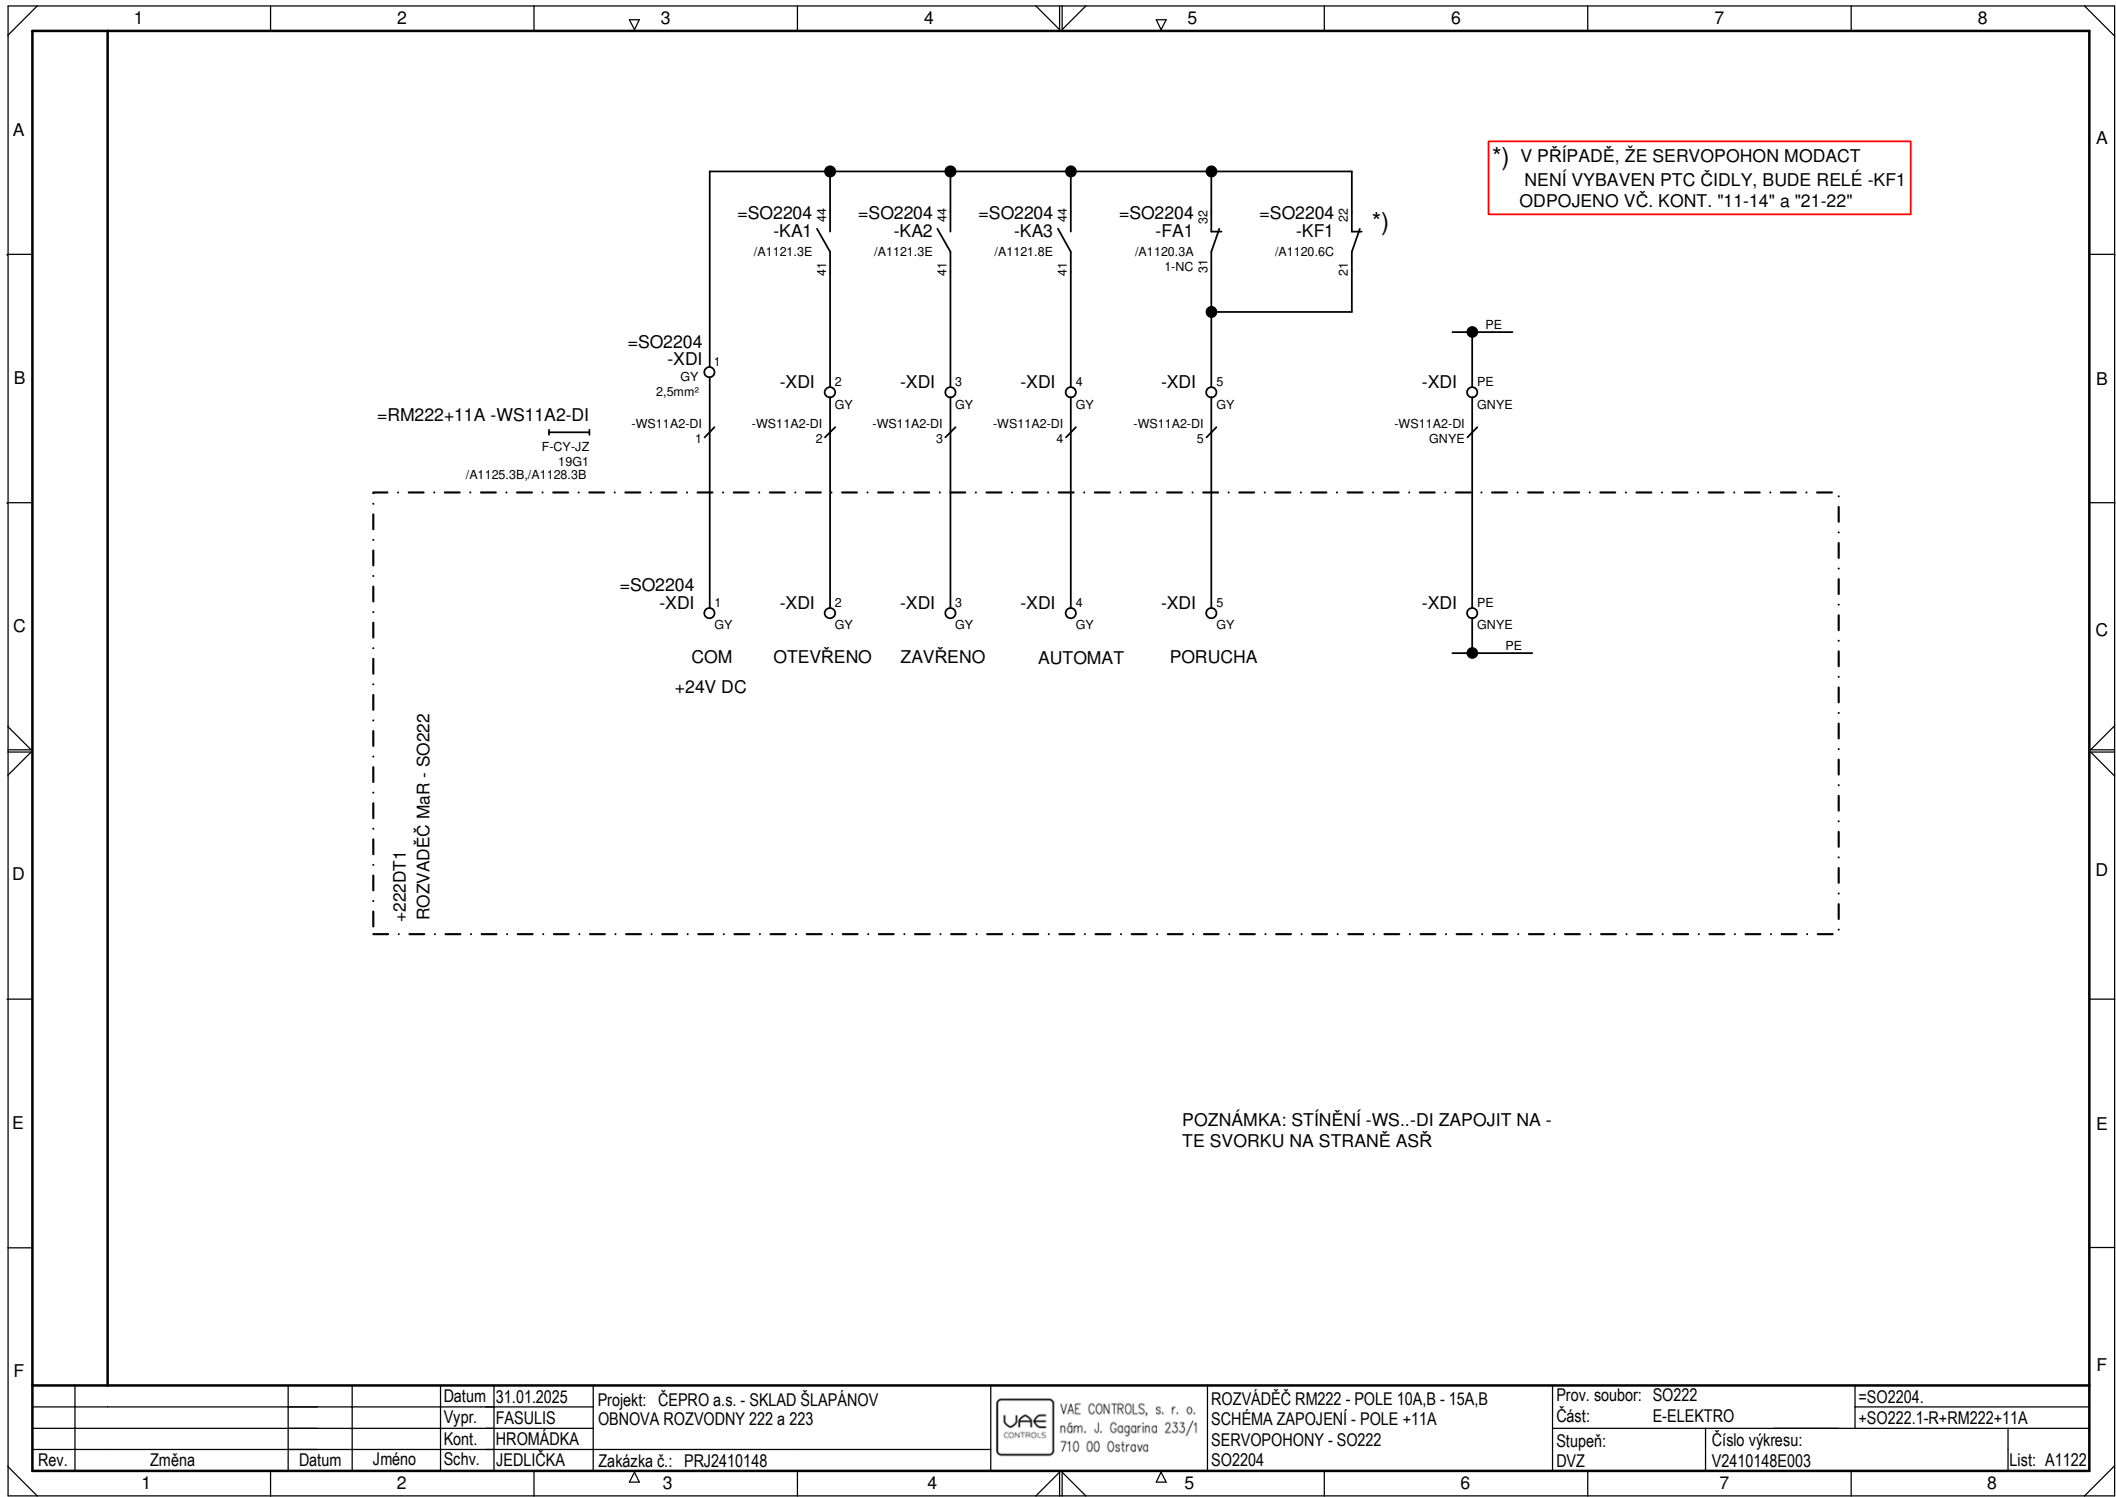 1 2 3 4 5 6 7 8
A A
*) V PŘÍPADĚ, ŽE SERVOPOHON MODACT
NENÍ VYBAVEN PTC ČIDLY, BUDE RELÉ -KF1
ODPOJENO VČ. KONT. "11-14" a "21-22"
=SO2204 44 =SO2204 44 =SO2204 44 =SO2204 32 =SO2204 22 *)
-KA1 -KA2 -KA3 -FA1 -KF1
/A1121.3E /A1121.3E /A1121.8E /A1120.3A /A1120.6C
41 41 41 1-NC 31 21
PE
=SO2204
-XDI 1
GY
2,5mm²
B B
-XDI 2 -XDI 3 -XDI 4 -XDI 5 -XDI PE
GY GY GY GY GNYE
=RM222+11A -WS11A2-DI
F-CY-JZ
19G1
/A1125.3B,/A1128.3B
-WS11A2-DI -WS11A2-DI -WS11A2-DI -WS11A2-DI -WS11A2-DI -WS11A2-DI
1 2 3 4 5 GNYE
=SO2204
-XDI 1 -XDI 2 -XDI 3 -XDI 4 -XDI 5 -XDI PE
GY GY GY GY GY GNYE
C C
PE
COM OTEVŘENO ZAVŘENO AUTOMAT PORUCHA
+24V DC
+222DT1
ROZVADĚČ MaR - SO222
D D
E E
POZNÁMKA: STÍNĚNÍ -WS..-DI ZAPOJIT NA -
TE SVORKU NA STRANĚ ASŘ
F F
Datum 31.01.2025
Vypr. FASULIS
Kont. HROMÁDKA
Rev. Změna Datum Jméno Schv. JEDLIČKA
Projekt: ČEPRO a.s. - SKLAD ŠLAPÁNOV
OBNOVA ROZVODNY 222 a 223
Zakázka č.: PRJ2410148
VAE
CONTROLS
VAE CONTROLS, s. r. o.
nám. J. Gagarina 233/1
710 00 Ostrava
ROZVÁDĚČ RM222 - POLE 10A,B - 15A,B
SCHÉMA ZAPOJENÍ - POLE +11A
SERVOPOHONY - SO222
SO2204
Prov. soubor: SO222
Část: E-ELEKTRO
Stupeň:
DVZ
=SO2204.
+SO222.1-R+RM222+11A
Číslo výkresu:
V2410148E003
List: A1122
1 2 3 4 5 6 7 8